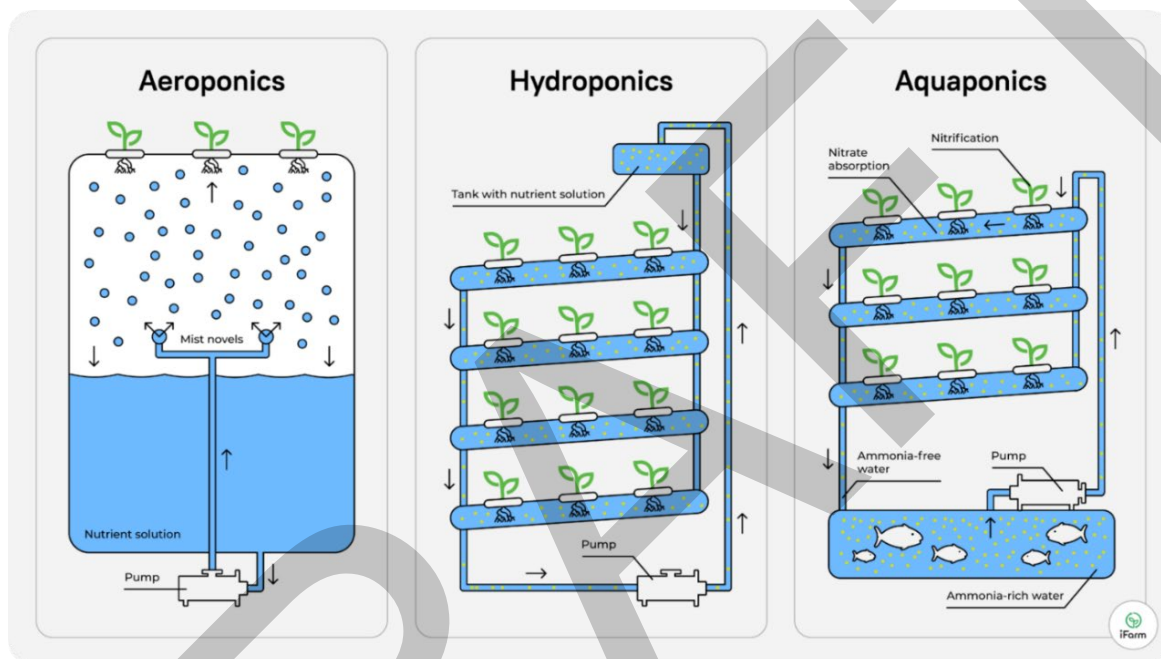 Aeroponics
Mist novels
Nutrient solution
Pump
Hydroponics
Tank with nutrient solution
Pump
Aquaponics
Nitrification
Nitrate
absorption
Ammonia-free
water
Pump
Ammonia-rich water
iFarm